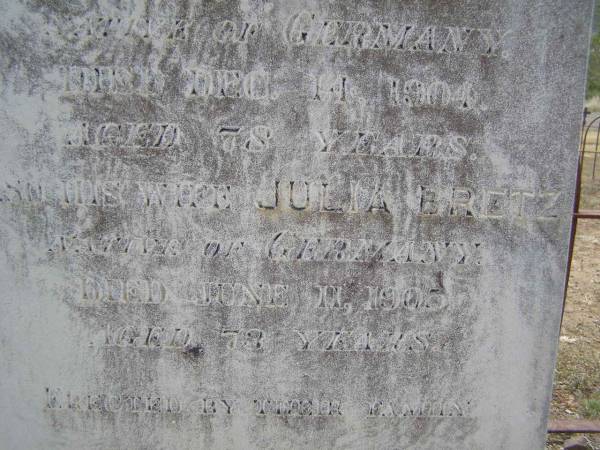 NATIVE OF GERMANY
DIED DEC. 14, 1904.
AGED 78 YEARS.
AND HIS WIFE JULIA BRETZ
NATIVE OF GERMANY.
DIED JUNE 11, 1905
AGED 73 YEARS.
ERECTED BY THEIR FAMILY